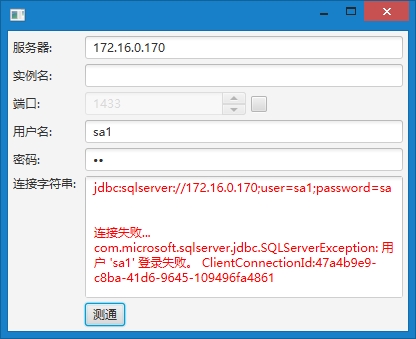 服务器: 172.16.0.170
实例名:
端口: 1433
用户名: sa1
密码: ••
连接字符串: jdbc:sqlserver://172.16.0.170;user=sa1;password=sa
连接失败...
com.microsoft.sqlserver.jdbc.SQLServerException: 用
户 'sa1' 登录失败。 ClientConnectionId:47a4b9e9-
c8ba-41d6-9645-109496fa4861
测通